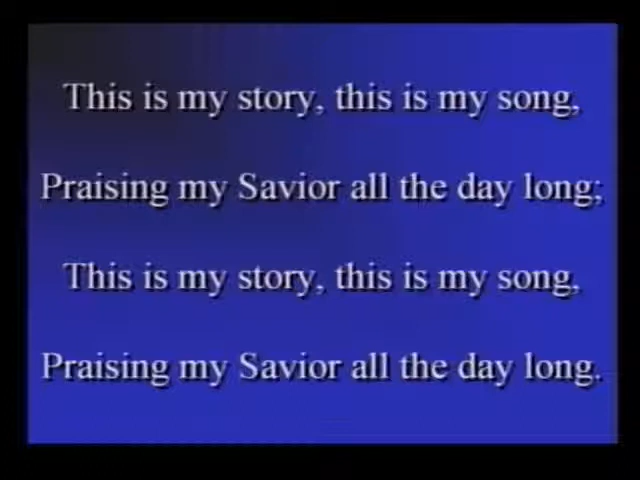 This is my story, this is my song,
Praising my Savior all the day long;
This is my story, this is my song,
Praising my Savior all the day long.